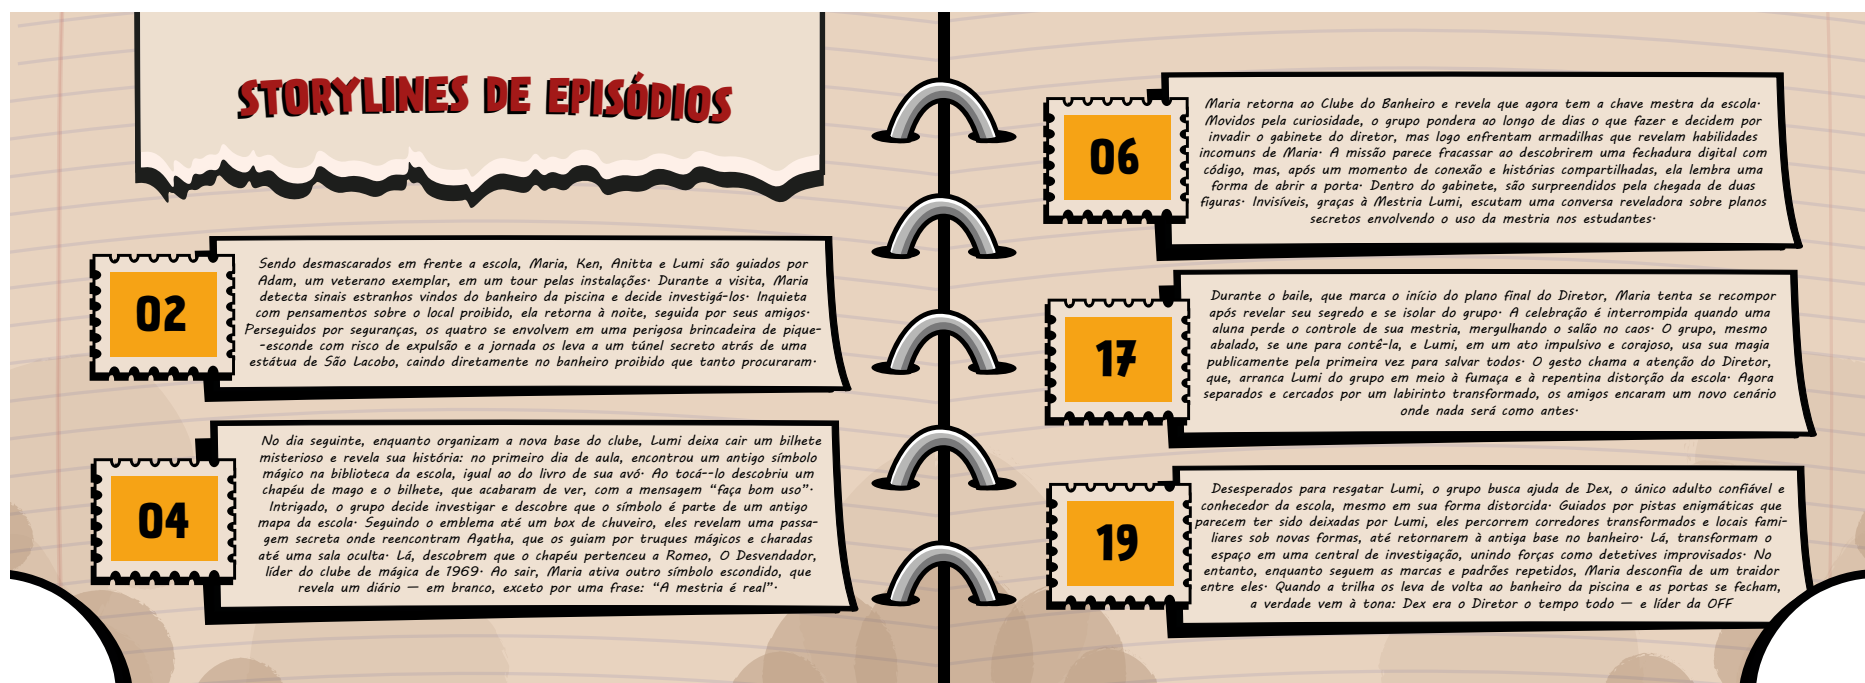 STORYLINES DE EPISÓDIOS
02
Sendo desmascarados em frente a escola, Maria, Ken, Anitta e Lumi são guiados por
Adam, um veterano exemplar, em um tour pelas instalações. Durante a visita, Maria
detecta sinais estranhos vindos do banheiro da piscina e decide investigá-los. Inquieta
com pensamentos sobre o local proibido, ela retorna à noite, seguida por seus amigos.
Perseguidos por seguranças, os quatro se envolvem em uma perigosa brincadeira de pique-
-esconde com risco de expulsão e a jornada os leva a um túnel secreto atrás de uma
estátua de São Lacobo, caindo diretamente no banheiro proibido que tanto procuraram.
04
No dia seguinte, enquanto organizam a nova base do clube, Lumi deixa cair um bilhete
misterioso e revela sua história: no primeiro dia de aula, encontrou um antigo símbolo
mágico na biblioteca da escola, igual ao do livro de sua avó. Ao tocá--lo descobriu um
chapéu de mago e o bilhete, que acabaram de ver, com a mensagem “faça bom uso”.
Intrigado, o grupo decide investigar e descobre que o símbolo é parte de um antigo
mapa da escola. Seguindo o emblema até um box de chuveiro, eles revelam uma passa-
gem secreta onde reencontram Agatha, que os guiam por truques mágicos e charadas
até uma sala oculta. Lá, descobrem que o chapéu pertenceu a Romeo, O Desvendador,
líder do clube de mágica de 1969. Ao sair, Maria ativa outro símbolo escondido, que
revela um diário — em branco, exceto por uma frase: “A mestria é real”.
06
Maria retorna ao Clube do Banheiro e revela que agora tem a chave mestra da escola.
Movidos pela curiosidade, o grupo pondera ao longo de dias o que fazer e decidem por
invadir o gabinete do diretor, mas logo enfrentam armadilhas que revelam habilidades
incomuns de Maria. A missão parece fracassar ao descobrirem uma fechadura digital com
código, mas, após um momento de conexão e histórias compartilhadas, ela lembra uma
forma de abrir a porta. Dentro do gabinete, são surpreendidos pela chegada de duas
figuras. Invisíveis, graças à Mestria Lumi, escutam uma conversa reveladora sobre planos
secretos envolvendo o uso da mestria nos estudantes.
17
Durante o baile, que marca o início do plano final do Diretor, Maria tenta se recompor
após revelar seu segredo e se isolar do grupo. A celebração é interrompida quando uma
aluna perde o controle de sua mestria, mergulhando o salão no caos. O grupo, mesmo
abalado, se une para contê-la, e Lumi, em um ato impulsivo e corajoso, usa sua magia
publicamente pela primeira vez para salvar todos. O gesto chama a atenção do Diretor,
que, arranca Lumi do grupo em meio à fumaça e à repentina distorção da escola. Agora
separados e cercados por um labirinto transformado, os amigos encaram um novo cenário
onde nada será como antes.
19
Desesperados para resgatar Lumi, o grupo busca ajuda de Dex, o único adulto confiável e
conhecedor da escola, mesmo em sua forma distorcida. Guiados por pistas enigmáticas que
parecem ter sido deixadas por Lumi, eles percorrem corredores transformados e locais fami-
liares sob novas formas, até retornarem à antiga base no banheiro. Lá, transformam o
espaço em uma central de investigação, unindo forças como detetives improvisados. No
entanto, enquanto seguem as marcas e padrões repetidos, Maria desconfia de um traidor
entre eles. Quando a trilha os leva de volta ao banheiro da piscina e as portas se fecham,
a verdade vem à tona: Dex era o Diretor o tempo todo — e líder da OFF